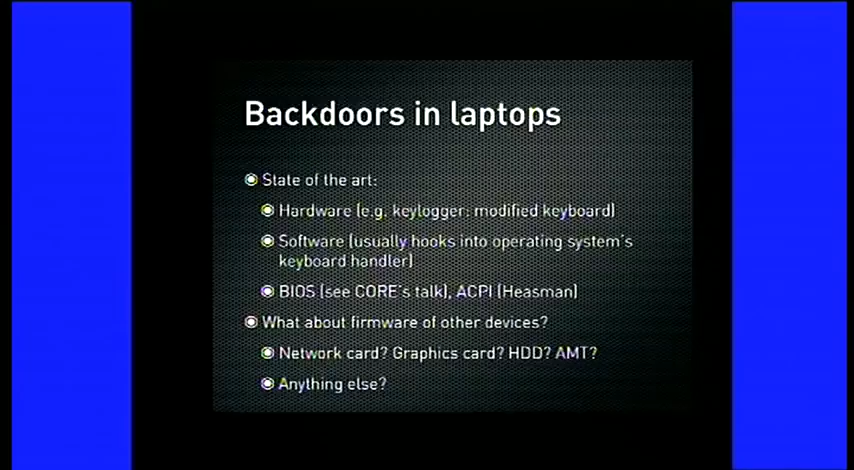 Backdoors in laptops
State of the art:
Hardware (e.g. keylogger; modified keyboard)
Software (usually hooks into operating system's
keyboard handler)
BIOS (see CORE's talk), ACPI (Heasman)
What about firmware of other devices?
Network card? Graphics card? HDD? AMT?
Anything else?